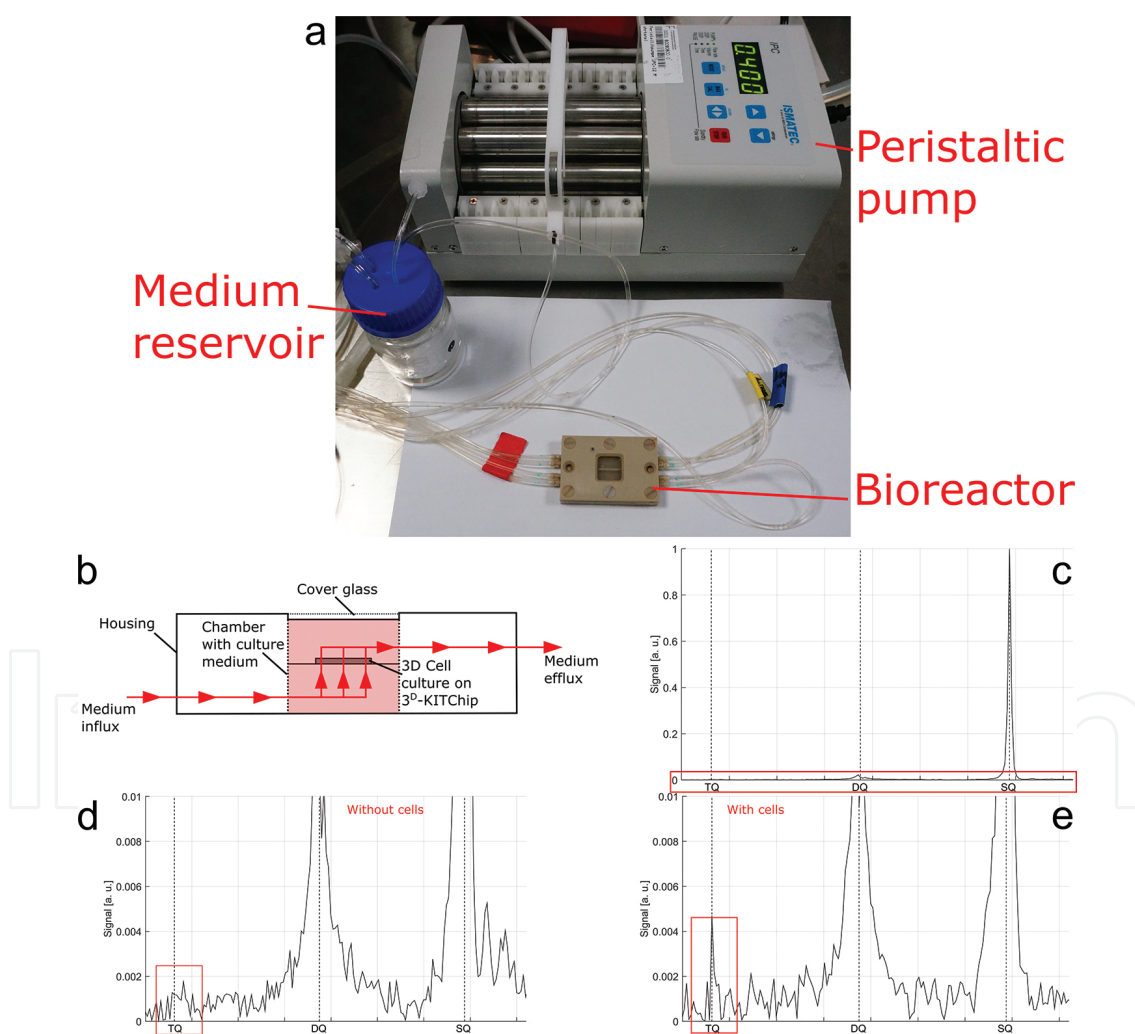 a
iPC
0.400
ISMATEC
Peristaltic
pump
Medium
reservoir
Bioreactor
b
Cover glass
Housing
Chamber
with culture
medium
3D Cell
culture on
3ᴰ-KITChip
Medium
efflux
Medium
influx
c
Signal [a. u.]
1
0.8
0.6
0.4
0.2
0
TQ DQ SQ
d
Without cells
Signal [a. u.]
0.01
0.008
0.006
0.004
0.002
0
TQ DQ SQ
e
With cells
Signal [a. u.]
0.01
0.008
0.006
0.004
0.002
0
TQ DQ SQ